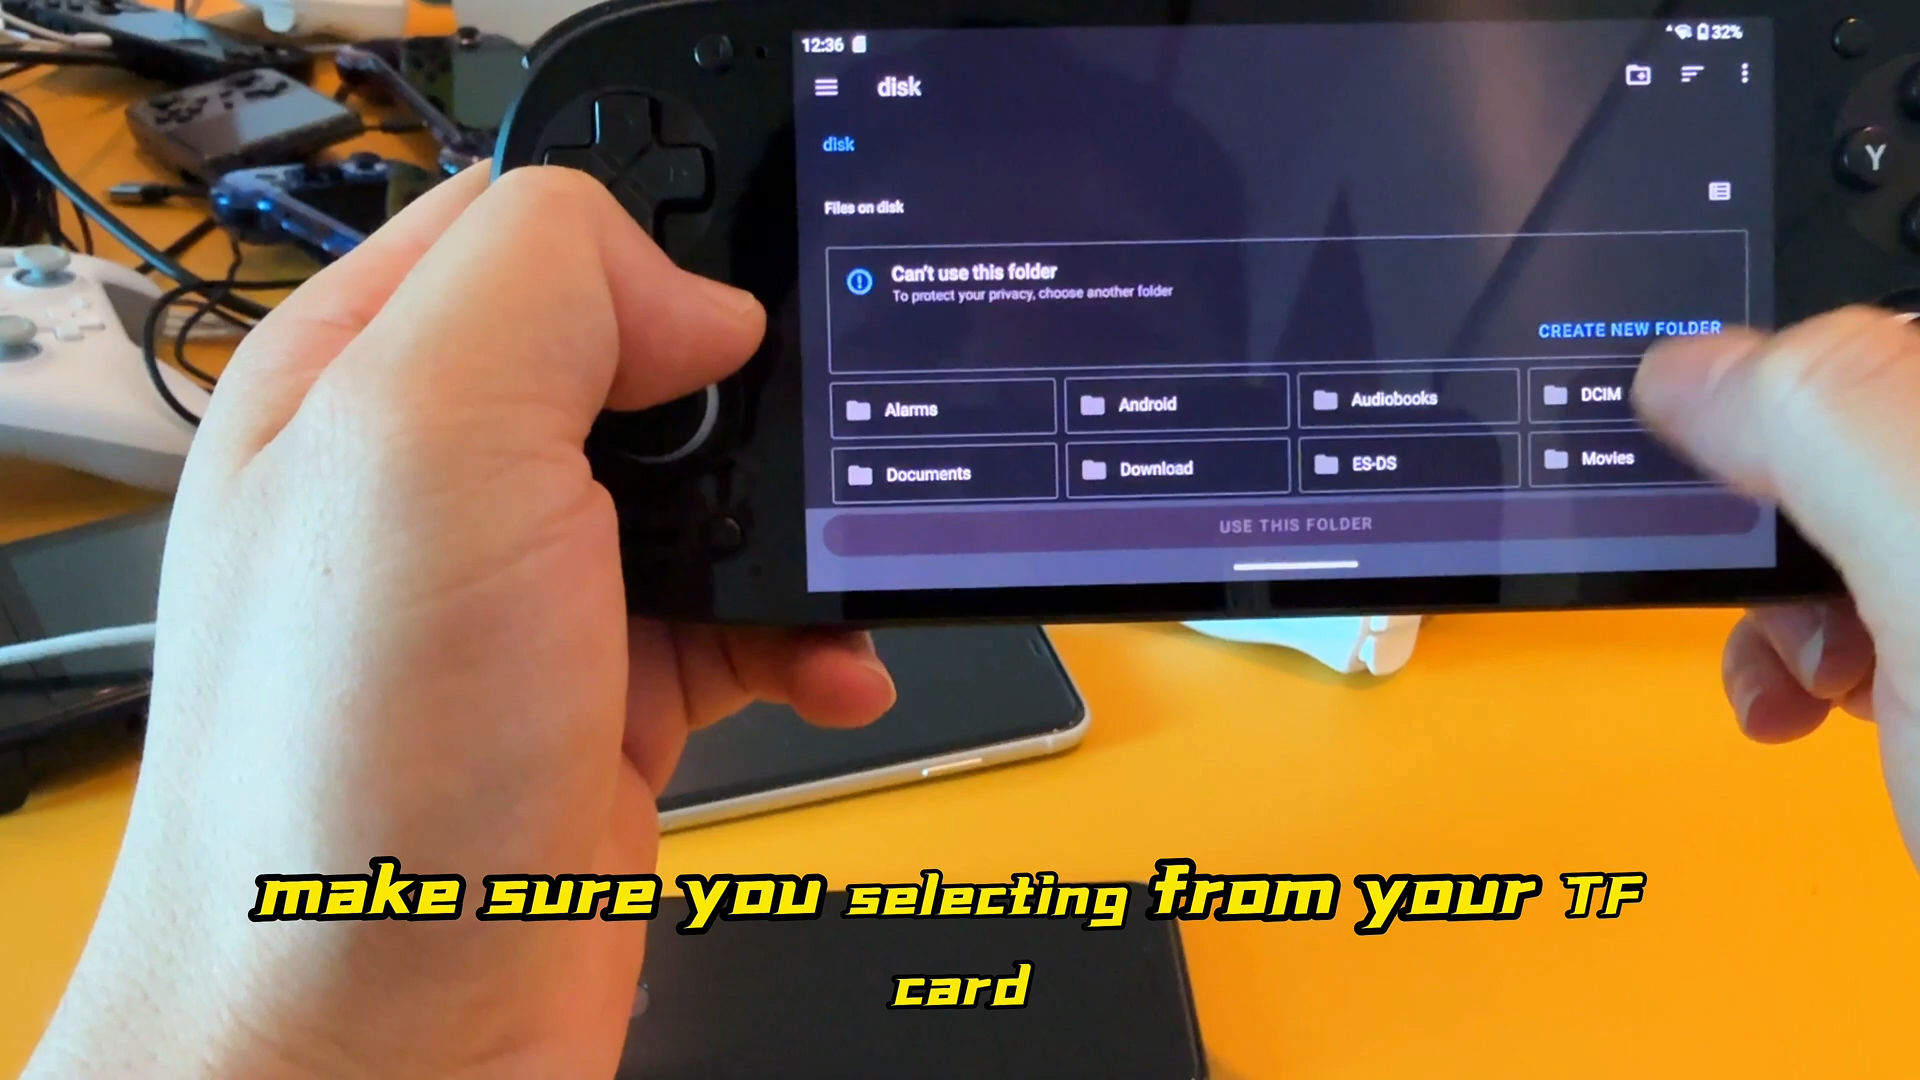 12:36
32%
disk
disk
Files on disk
Can't use this folder
To protect your privacy, choose another folder
CREATE NEW FOLDER
Alarms
Android
Audiobooks
DCIM
Documents
Download
ES-DS
Movies
USE THIS FOLDER
Y
make sure you selecting from your TF
card